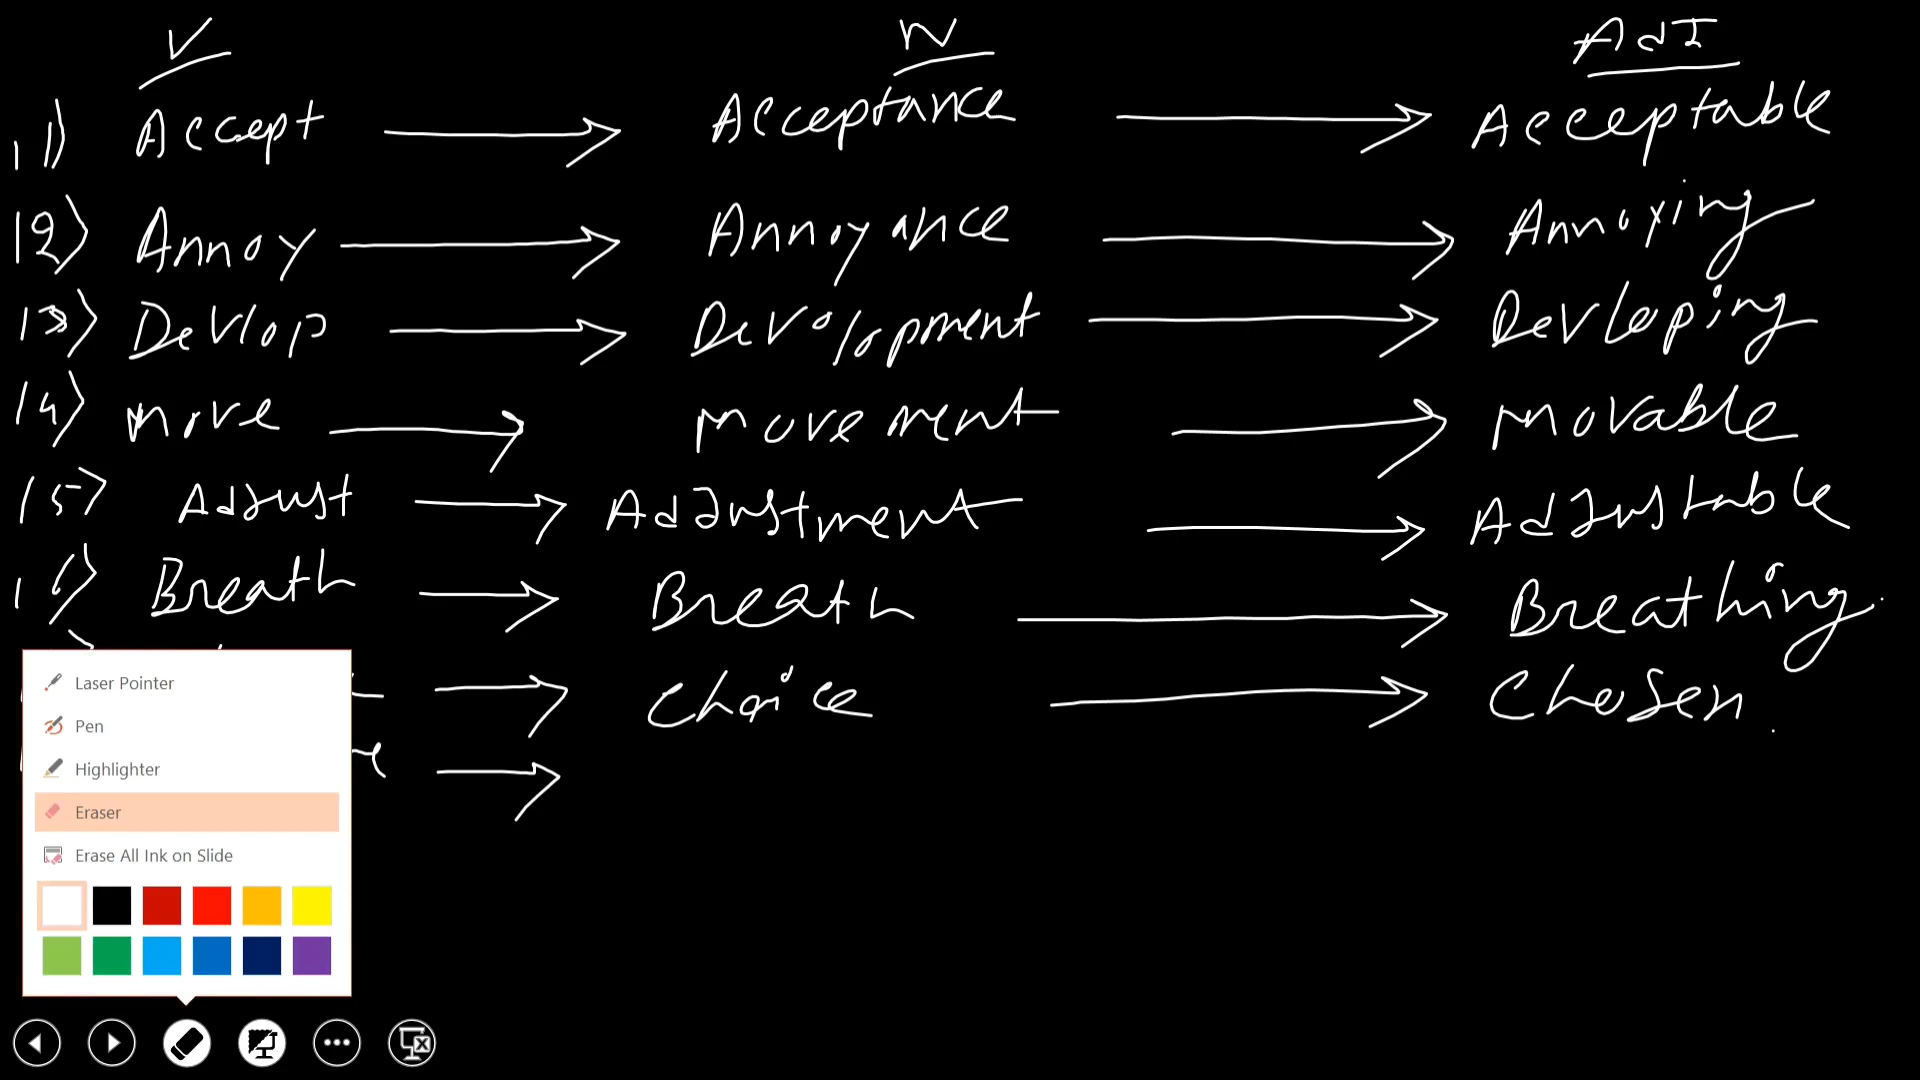 V N AdJ
11) Accept Acceptance Acceptable
12) Annoy Annoyance Annoying
13) Devlop Development Devloping
14) move movement movable
15) Adjust Adjustment Adjustable
16) Breath Breath Breathing
Choice Chosen
Laser Pointer
Pen
Highlighter
Eraser
Erase All Ink on Slide